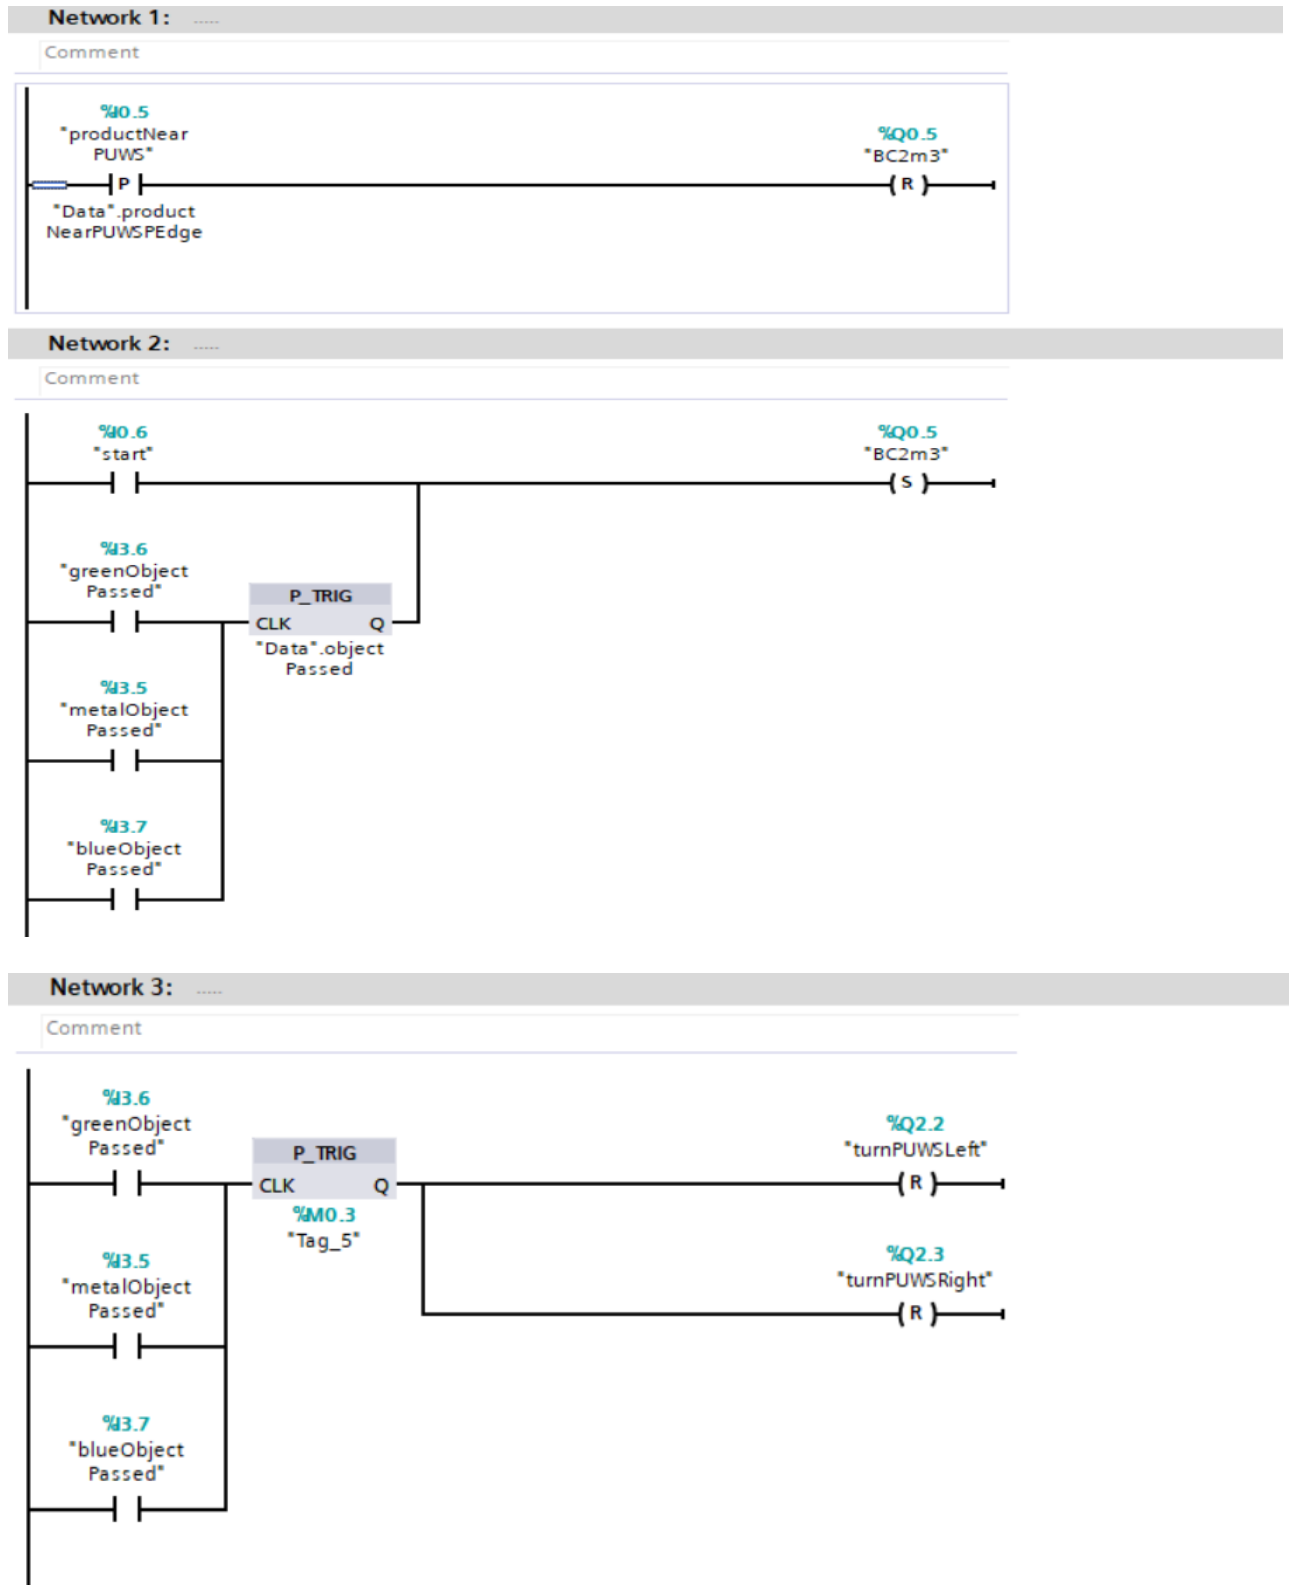 Network 1: .....
Comment
%I0.5
"productNear
PUWS"
P
"Data".product
NearPUWSPEdge
%Q0.5
"BC2m3"
R
Network 2: .....
Comment
%I0.6
"start"
%Q0.5
"BC2m3"
S
%I3.6
"greenObject
Passed"
P_TRIG
CLK Q
"Data".object
Passed
%I3.5
"metalObject
Passed"
%I3.7
"blueObject
Passed"
Network 3: .....
Comment
%I3.6
"greenObject
Passed"
P_TRIG
CLK Q
%M0.3
"Tag_5"
%Q2.2
"turnPUWSLeft"
R
%I3.5
"metalObject
Passed"
%Q2.3
"turnPUWSRight"
R
%I3.7
"blueObject
Passed"